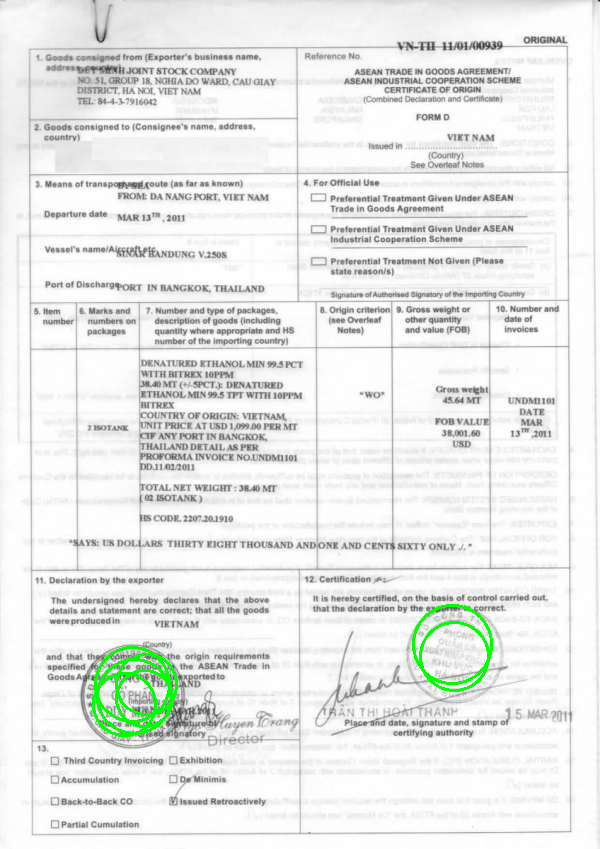 ORIGINAL
VN-TH 11/01/00939
1. Goods consigned from (Exporter's business name,
address, country)
JOINT STOCK COMPANY
NO. 51, GROUP 18, NGHIA DO WARD, CAU GIAY
DISTRICT, HA NOI, VIET NAM
TEL: 84-4-3-7916042
Reference No.
ASEAN TRADE IN GOODS AGREEMENT/
ASEAN INDUSTRIAL COOPERATION SCHEME
CERTIFICATE OF ORIGIN
(Combined Declaration and Certificate)
FORM D
VIET NAM
Issued in
(Country)
See Overleaf Notes
2. Goods consigned to (Consignee's name, address,
country)
3. Means of transport and route (as far as known)
BY SEA
FROM: DA NANG PORT, VIET NAM
Departure date MAR 13TH, 2011
Vessel's name/Aircraft etc.
SINAR BANDUNG V.250S
Port of Discharge PORT IN BANGKOK, THAILAND
4. For Official Use
Preferential Treatment Given Under ASEAN
Trade in Goods Agreement
Preferential Treatment Given Under ASEAN
Industrial Cooperation Scheme
Preferential Treatment Not Given (Please
state reason/s)
Signature of Authorised Signatory of the Importing Country
5. Item
number
6. Marks and
numbers on
packages
7. Number and type of packages,
description of goods (including
quantity where appropriate and HS
number of the importing country)
8. Origin criterion
(see Overleaf
Notes)
9. Gross weight or
other quantity
and value (FOB)
10. Number and
date of
invoices
2 ISOTANK
DENATURED ETHANOL MIN 99.5 PCT
WITH BITREX 10PPM
38.40 MT (+/-5PCT.): DENATURED
ETHANOL MIN 99.5 TPT WITH 10PPM
BITREX
COUNTRY OF ORIGIN: VIETNAM,
UNIT PRICE AT USD 1,099.00 PER MT
CIF ANY PORT IN BANGKOK,
THAILAND DETAIL AS PER
PROFORMA INVOICE NO.UNDM1101
DD.11/02/2011
TOTAL NET WEIGHT : 38.40 MT
( 02 ISOTANK )
HS CODE. 2207.20.1910
"WO"
Gross weight
45.64 MT
FOB VALUE
38,001.60
USD
UNDM1101
DATE
MAR
13TH ,2011
"SAYS: US DOLLARS THIRTY EIGHT THOUSAND AND ONE AND CENTS SIXTY ONLY ./. "
11. Declaration by the exporter
The undersigned hereby declares that the above
details and statement are correct; that all the goods
were produced in
VIETNAM
(Country)
and that they comply with the origin requirements
specified for these goods in the ASEAN Trade in
Goods Agreement for the goods exported to
THAILAND
(Importing Country)
Place and date, signature of
authorised signatory
Huyen Trang
Director
12. Certification
It is hereby certified, on the basis of control carried out,
that the declaration by the exporter is correct.
PHÒNG
KHU VỰC
HÀ NỘI
TRẦN THỊ HOÀI THANH
15 MAR 2011
Place and date, signature and stamp of
certifying authority
13.
Third Country Invoicing
Exhibition
Accumulation
De Minimis
Back-to-Back CO
Issued Retroactively
Partial Cumulation